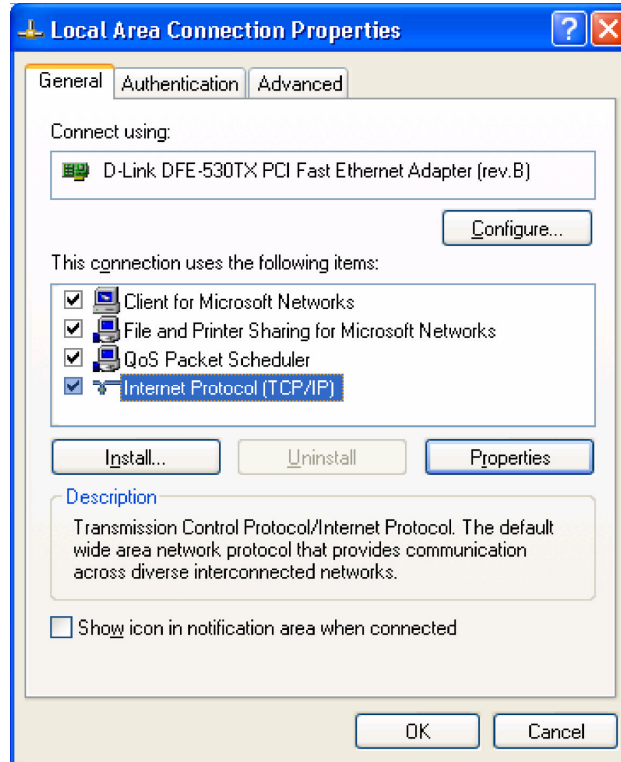 Local Area Connection Properties
General Authentication Advanced
Connect using:
D-Link DFE-530TX PCI Fast Ethernet Adapter (rev.B)
Configure...
This connection uses the following items:
Client for Microsoft Networks
File and Printer Sharing for Microsoft Networks
QoS Packet Scheduler
Internet Protocol (TCP/IP)
Install... Uninstall Properties
Description
Transmission Control Protocol/Internet Protocol. The default
wide area network protocol that provides communication
across diverse interconnected networks.
Show icon in notification area when connected
OK Cancel